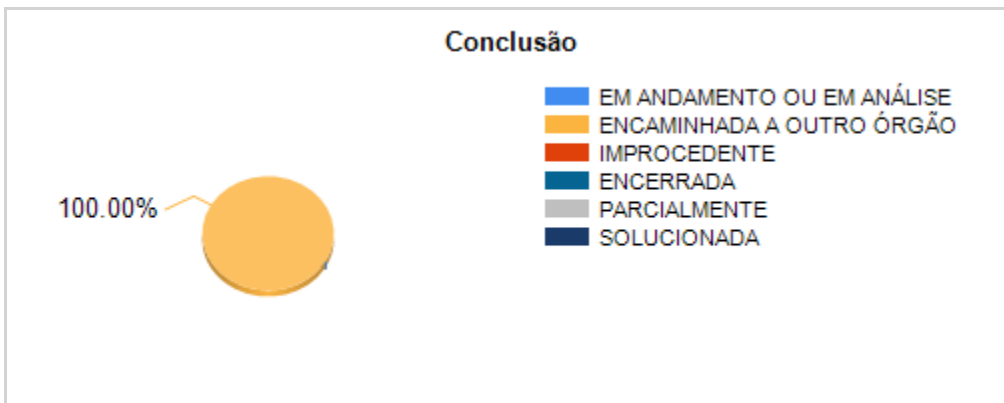 Conclusão
100.00%
EM ANDAMENTO OU EM ANÁLISE
ENCAMINHADA A OUTRO ÓRGÃO
IMPROCEDENTE
ENCERRADA
PARCIALMENTE
SOLUCIONADA